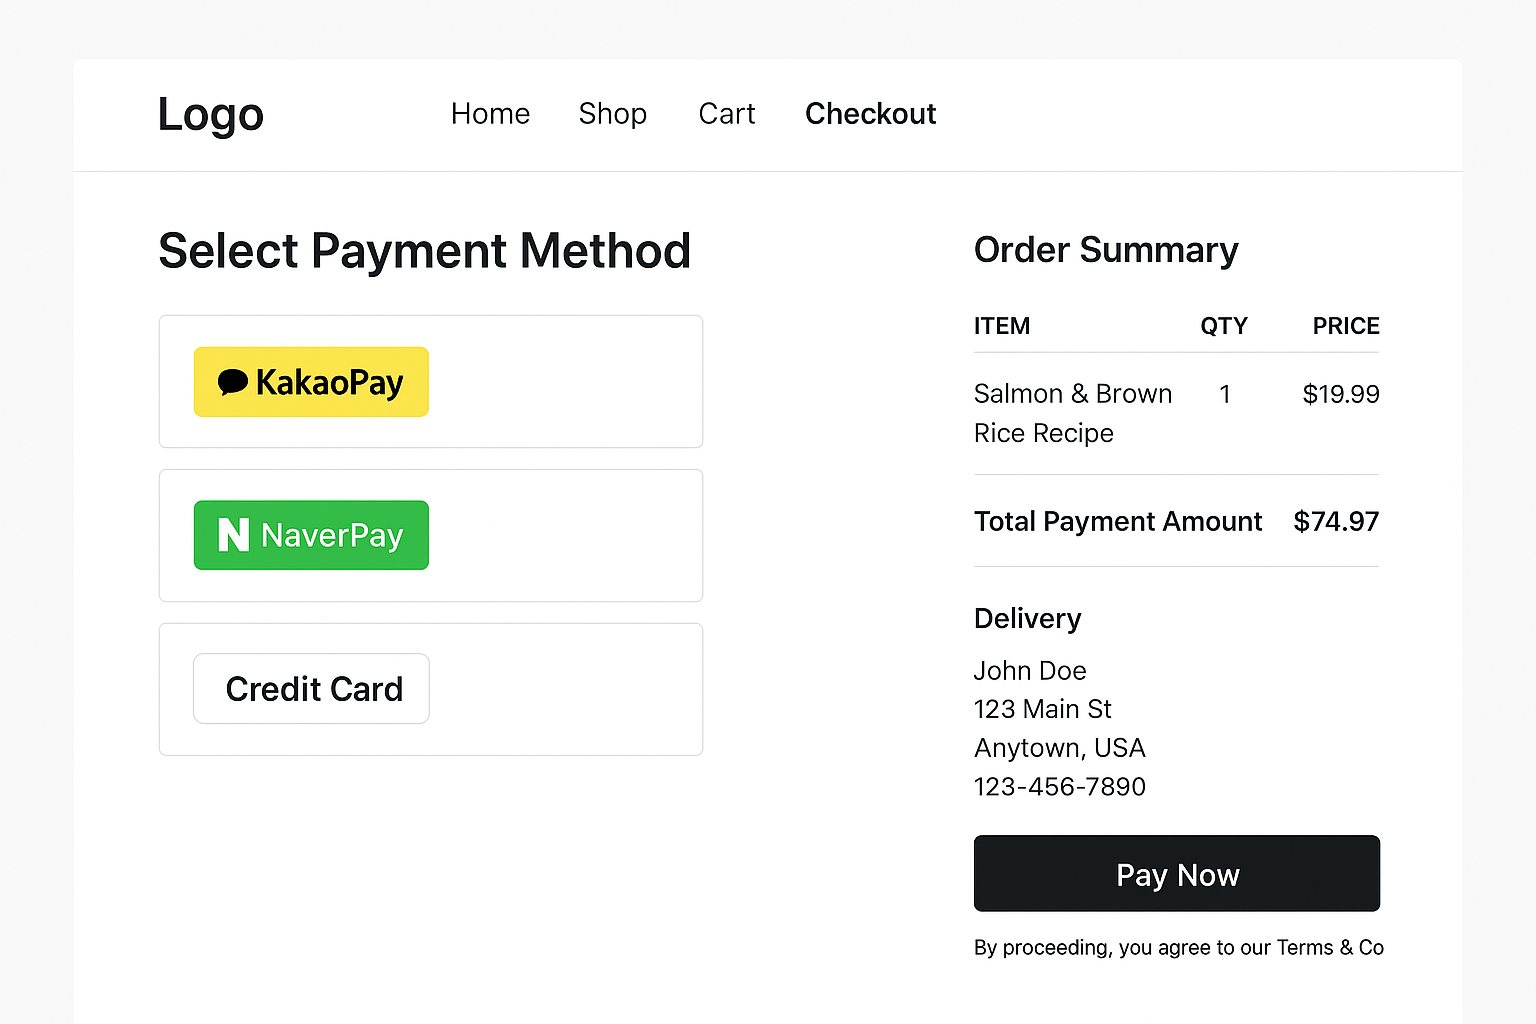 Logo
Home Shop Cart Checkout
Select Payment Method
KakaoPay
N NaverPay
Credit Card
Order Summary
ITEM QTY PRICE
Salmon & Brown 1 $19.99
Rice Recipe
Total Payment Amount $74.97
Delivery
John Doe
123 Main St
Anytown, USA
123-456-7890
Pay Now
By proceeding, you agree to our Terms & Co